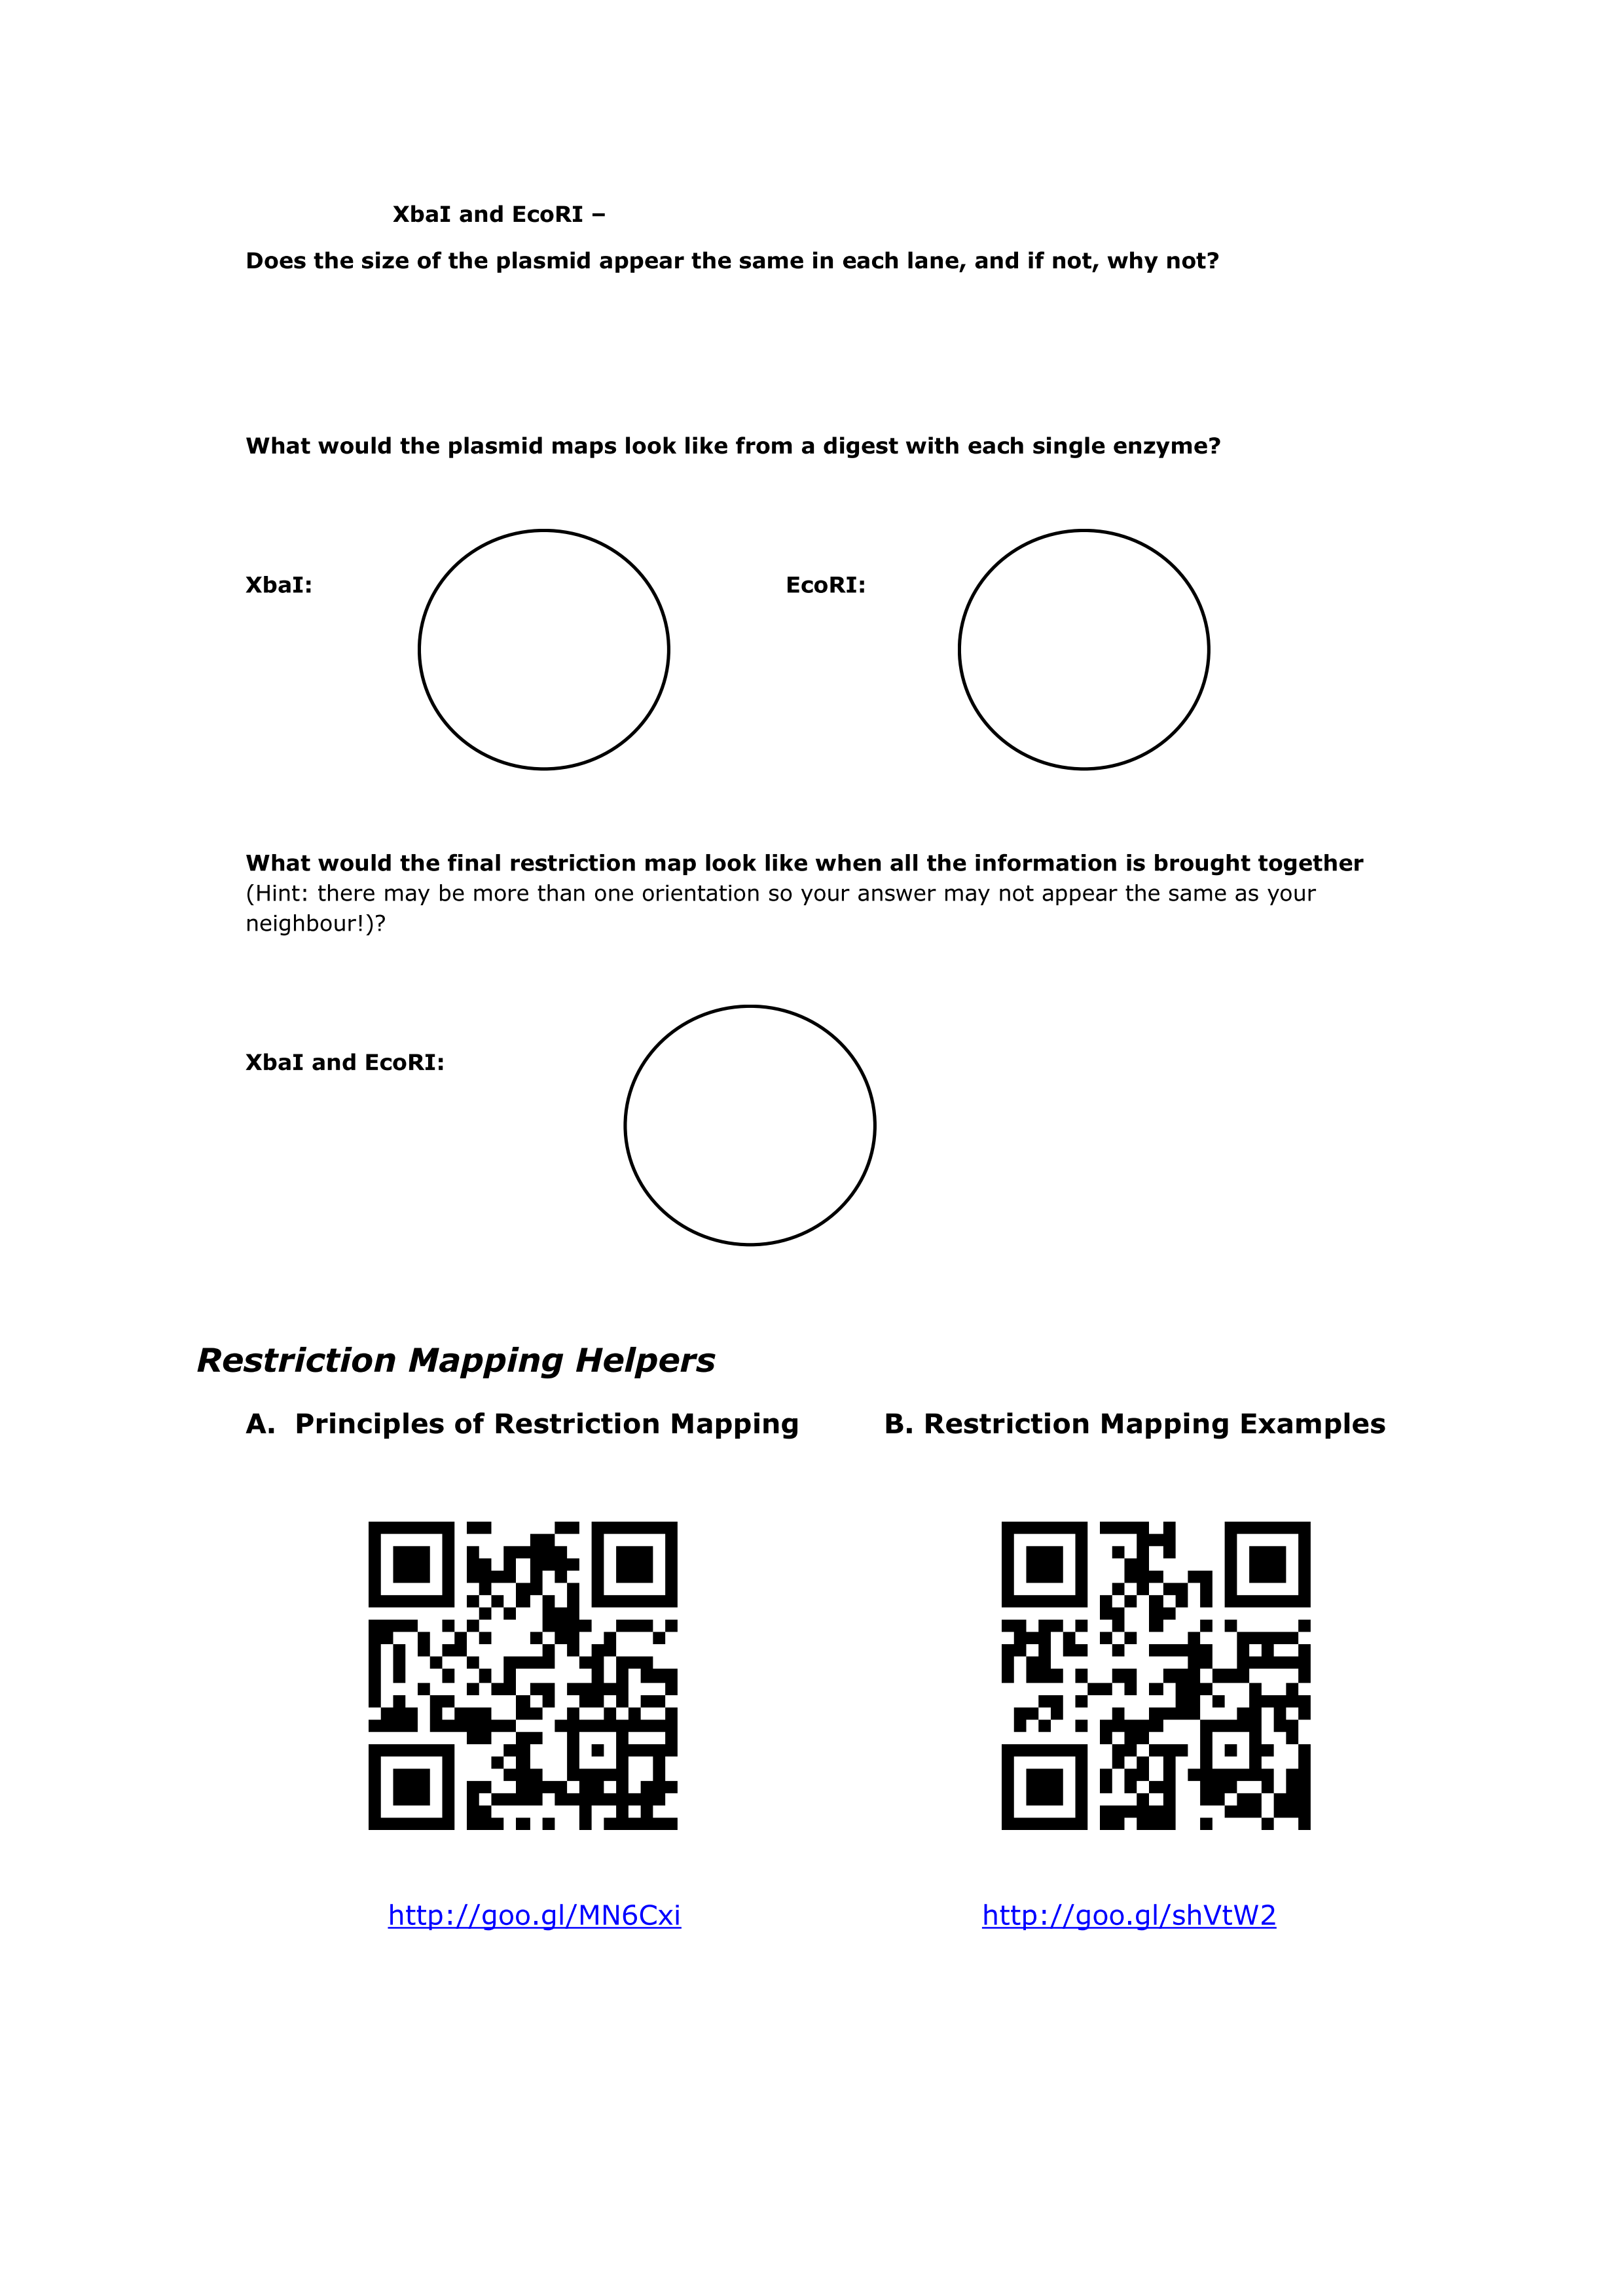 XbaI and EcoRI –
Does the size of the plasmid appear the same in each lane, and if not, why not?
What would the plasmid maps look like from a digest with each single enzyme?
XbaI:
EcoRI:
What would the final restriction map look like when all the information is brought together
(Hint: there may be more than one orientation so your answer may not appear the same as your
neighbour!)?
XbaI and EcoRI:
Restriction Mapping Helpers
A. Principles of Restriction Mapping
B. Restriction Mapping Examples
http://goo.gl/MN6Cxi
http://goo.gl/shVtW2